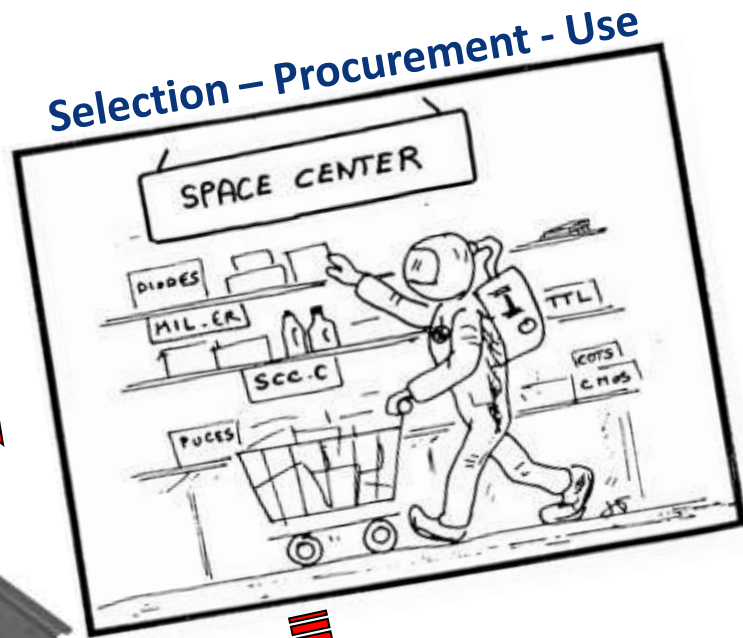 Selection – Procurement - Use
SPACE CENTER
DIODES
MIL-ER
TTL
SCC.C
COTS
CMOS
PUCES